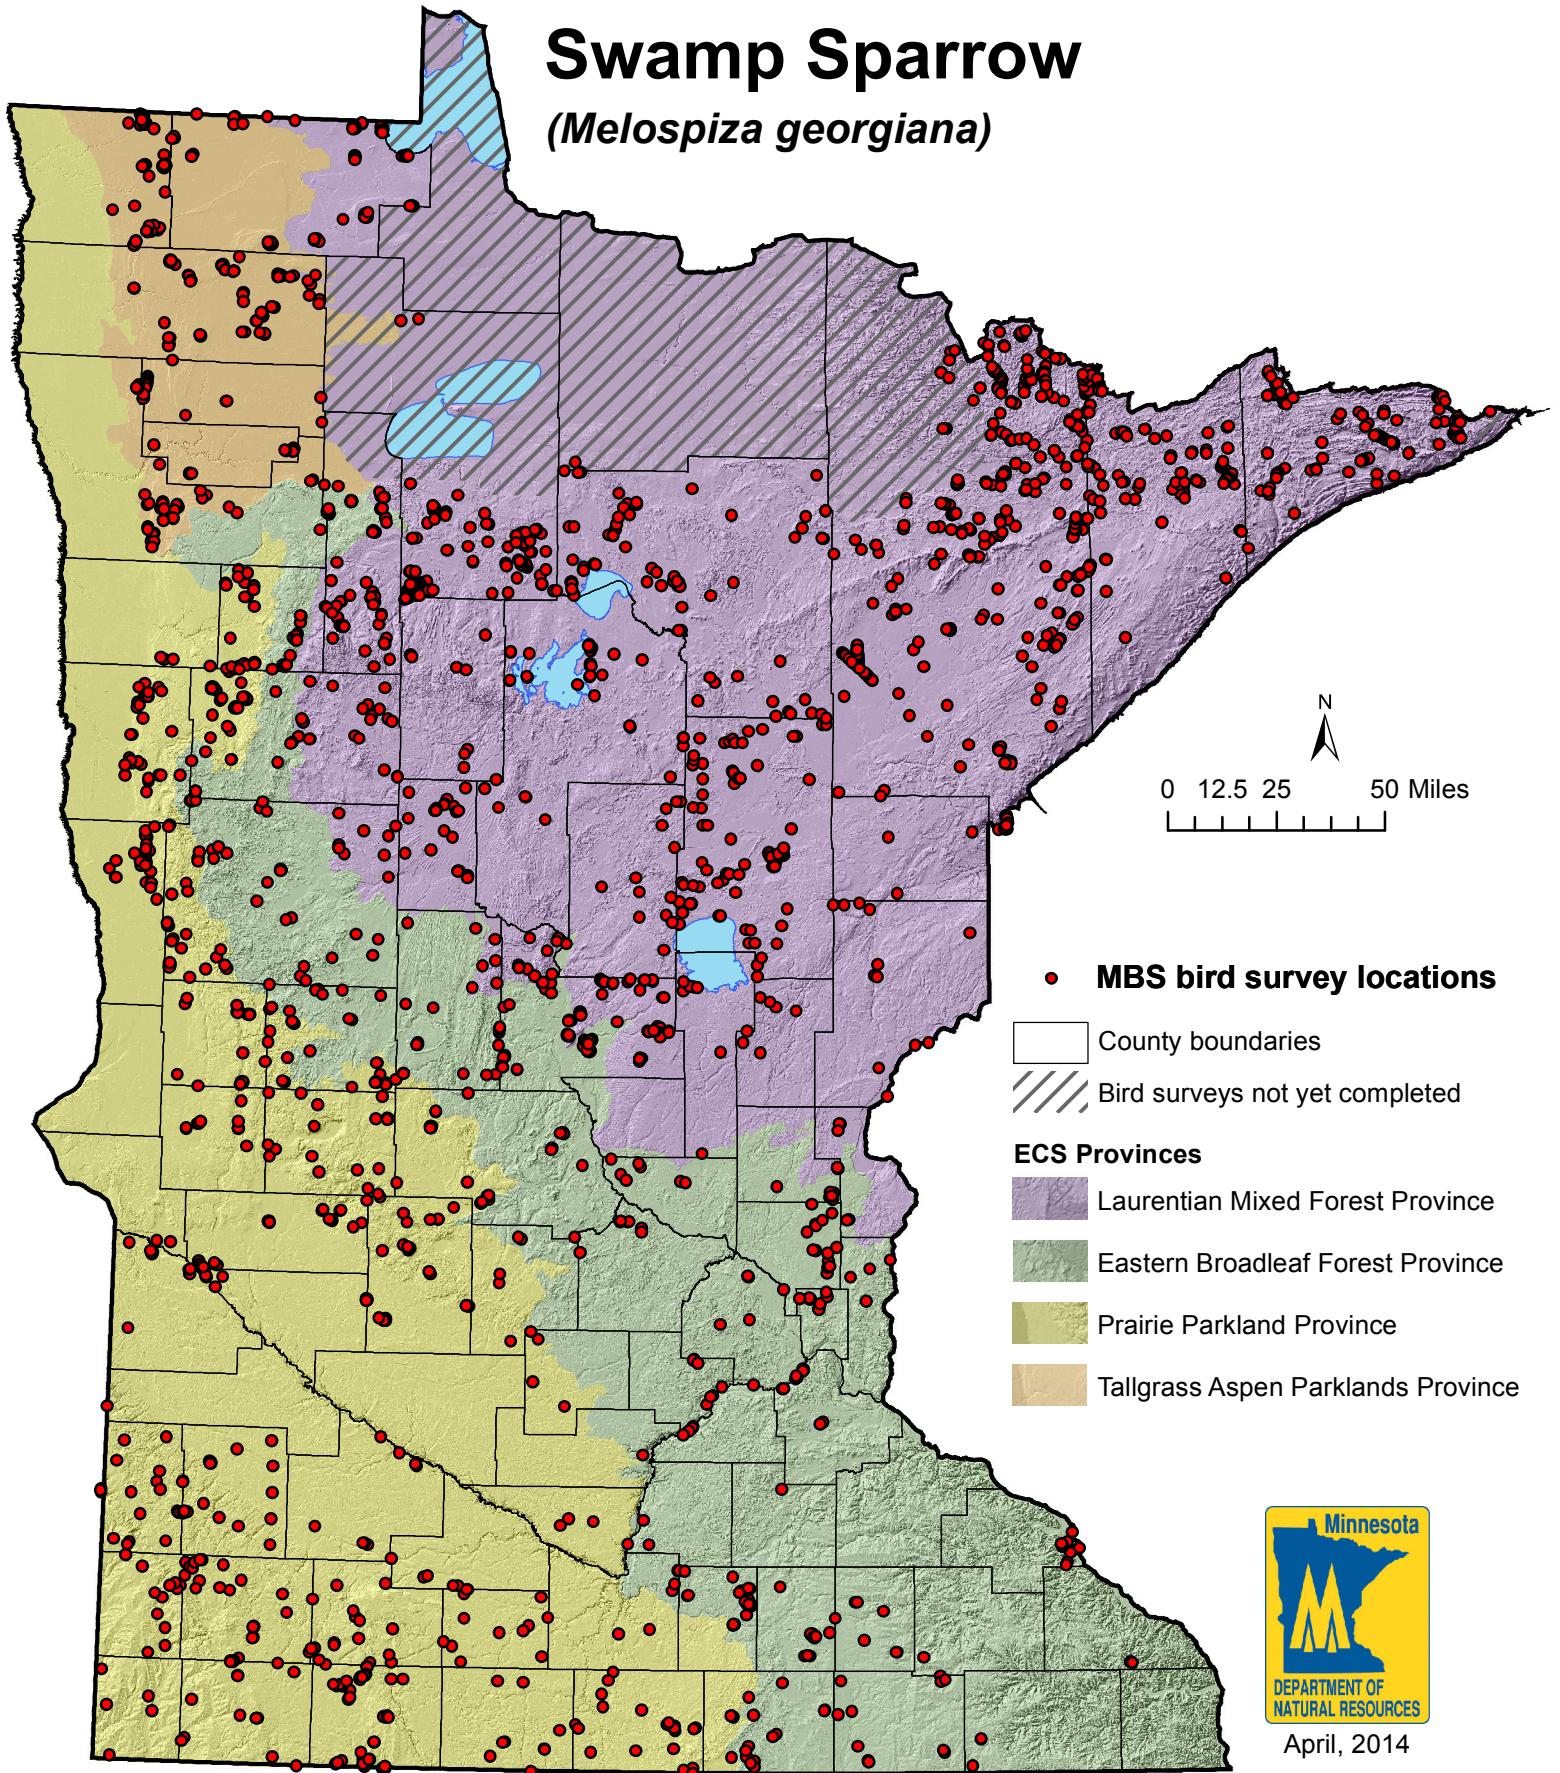 Swamp Sparrow
(Melospiza georgiana)
N
0 12.5 25 50 Miles
MBS bird survey locations
County boundaries
Bird surveys not yet completed
ECS Provinces
Laurentian Mixed Forest Province
Eastern Broadleaf Forest Province
Prairie Parkland Province
Tallgrass Aspen Parklands Province
Minnesota
DEPARTMENT OF
NATURAL RESOURCES
April, 2014